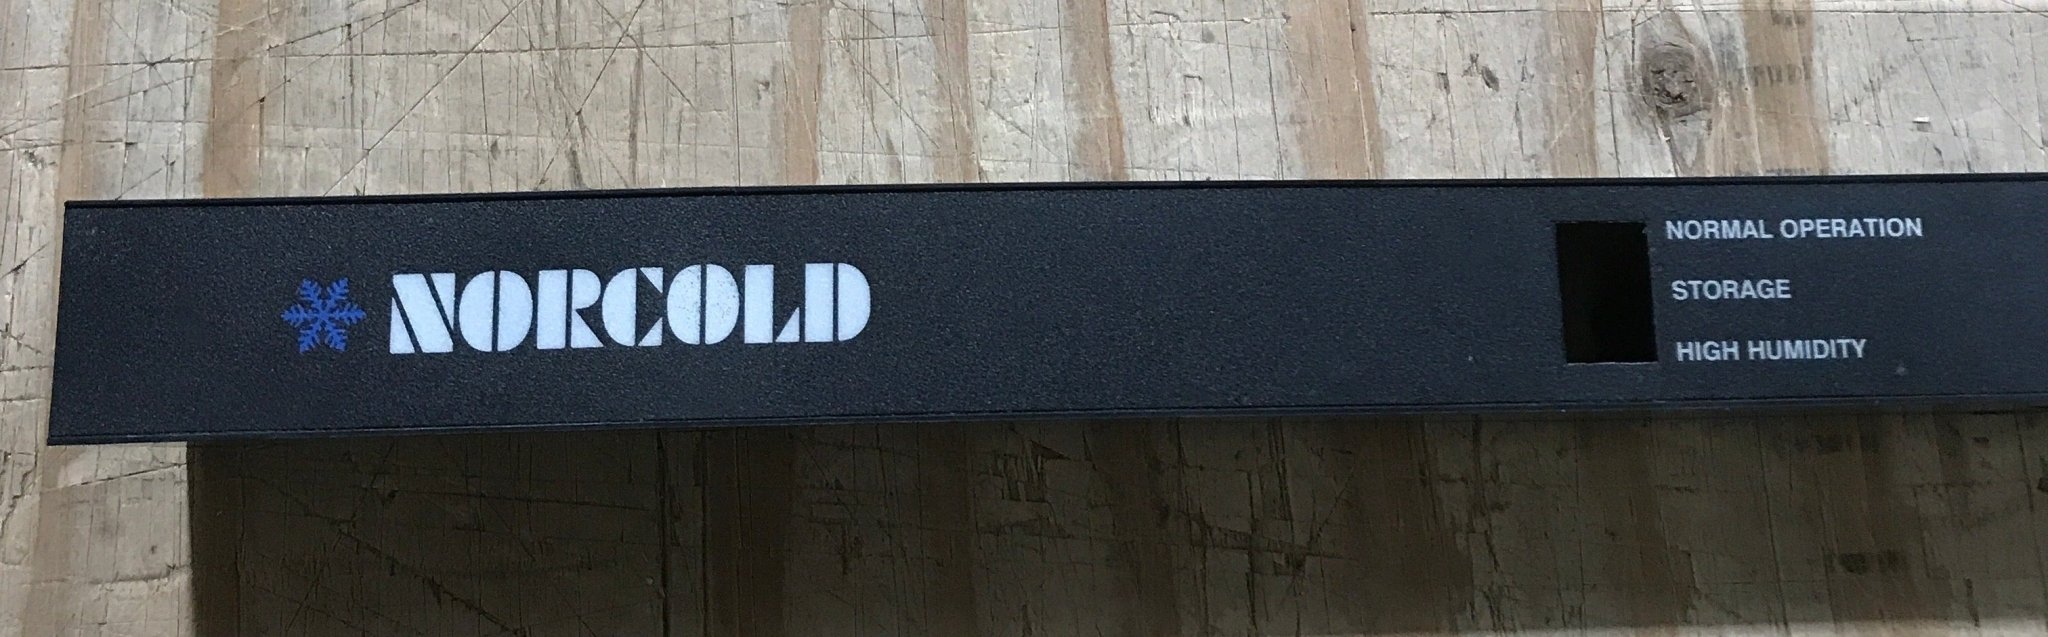 NORCOLD
NORMAL OPERATION
STORAGE
HIGH HUMIDITY